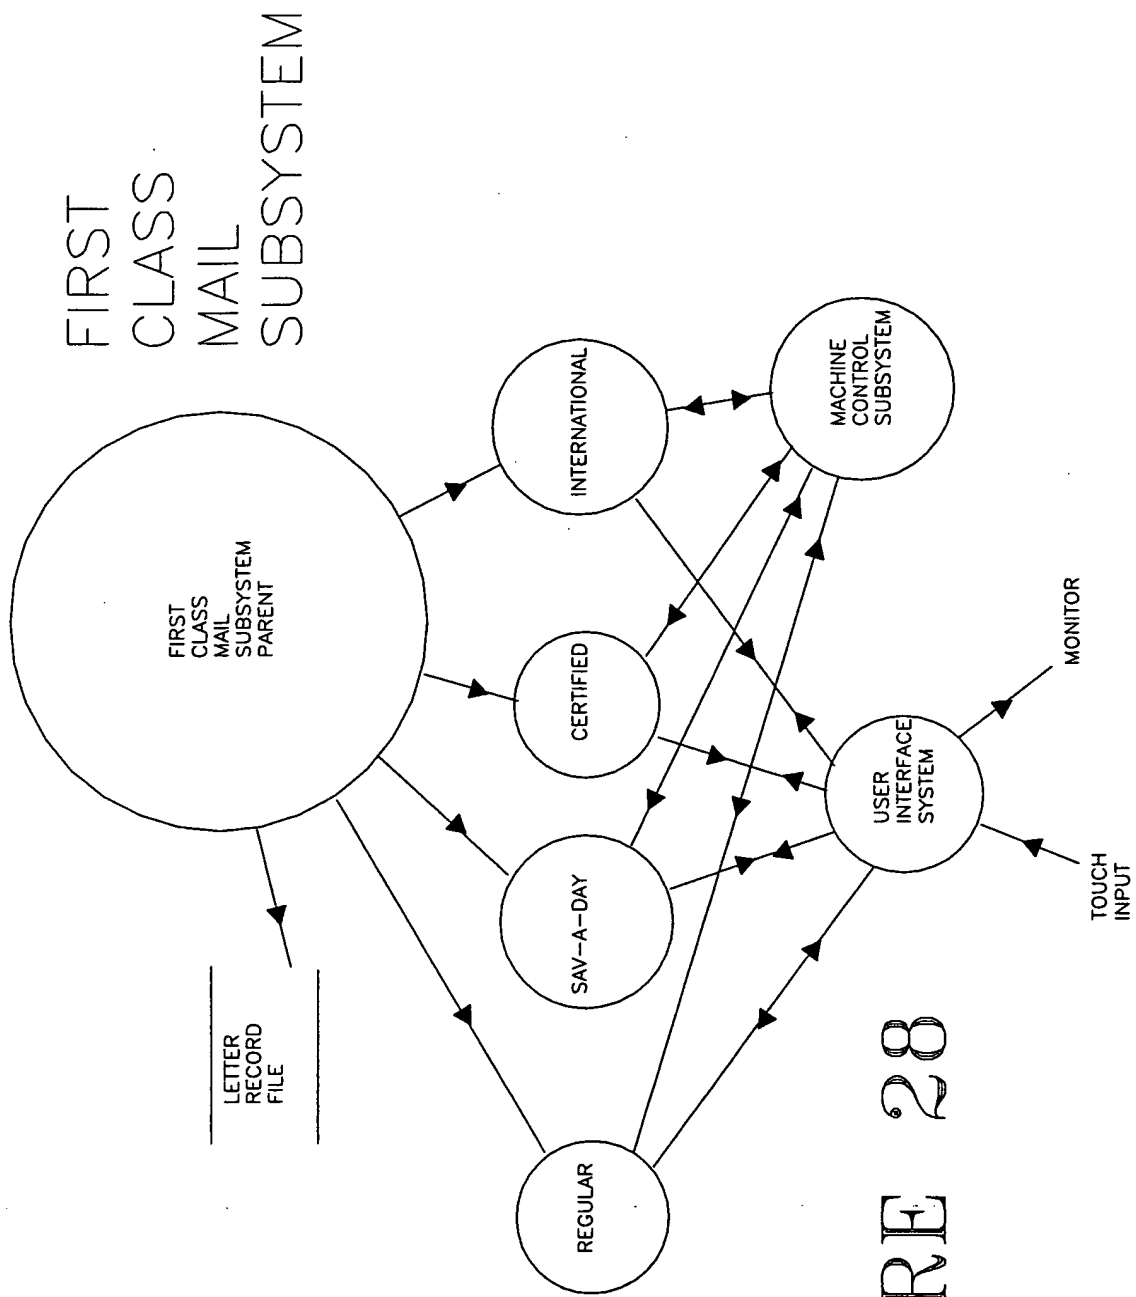 FIRST
CLASS
MAIL
SUBSYSTEM
FIRST
CLASS
MAIL
SUBSYSTEM
PARENT
LETTER
RECORD
FILE
REGULAR
SAV-A-DAY
CERTIFIED
INTERNATIONAL
MACHINE
CONTROL
SUBSYSTEM
USER
INTERFACE
SYSTEM
TOUCH
INPUT
MONITOR
RE 28